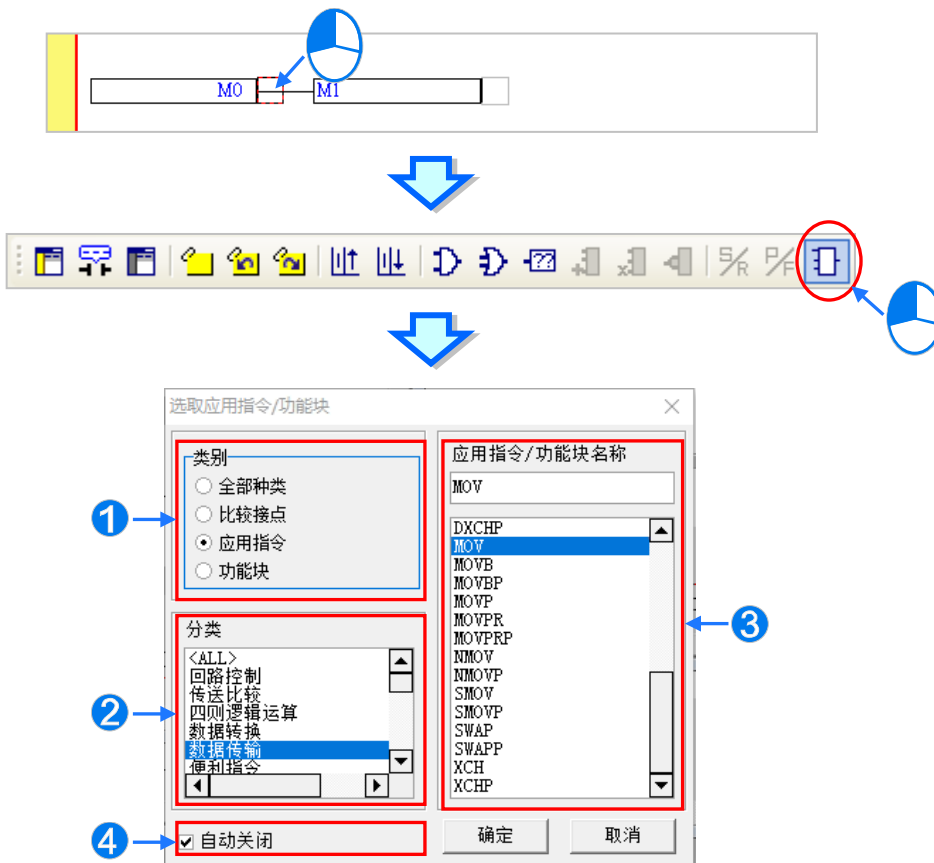 M0 M1
??
S/R P/F
选取应用指令/功能块
类别
全部种类
比较接点
应用指令
功能块
1
分类
<ALL>
回路控制
传送比较
四则逻辑运算
数据转换
数据传输
便利指令
2
应用指令/功能块名称
MOV
DXCHP
MOV
MOVB
MOVBP
MOVP
MOVPR
MOVPRP
NMOV
NMOVP
SMOV
SMOVP
SWAP
SWAPP
XCH
XCHP
3
4
自动关闭
确定 取消